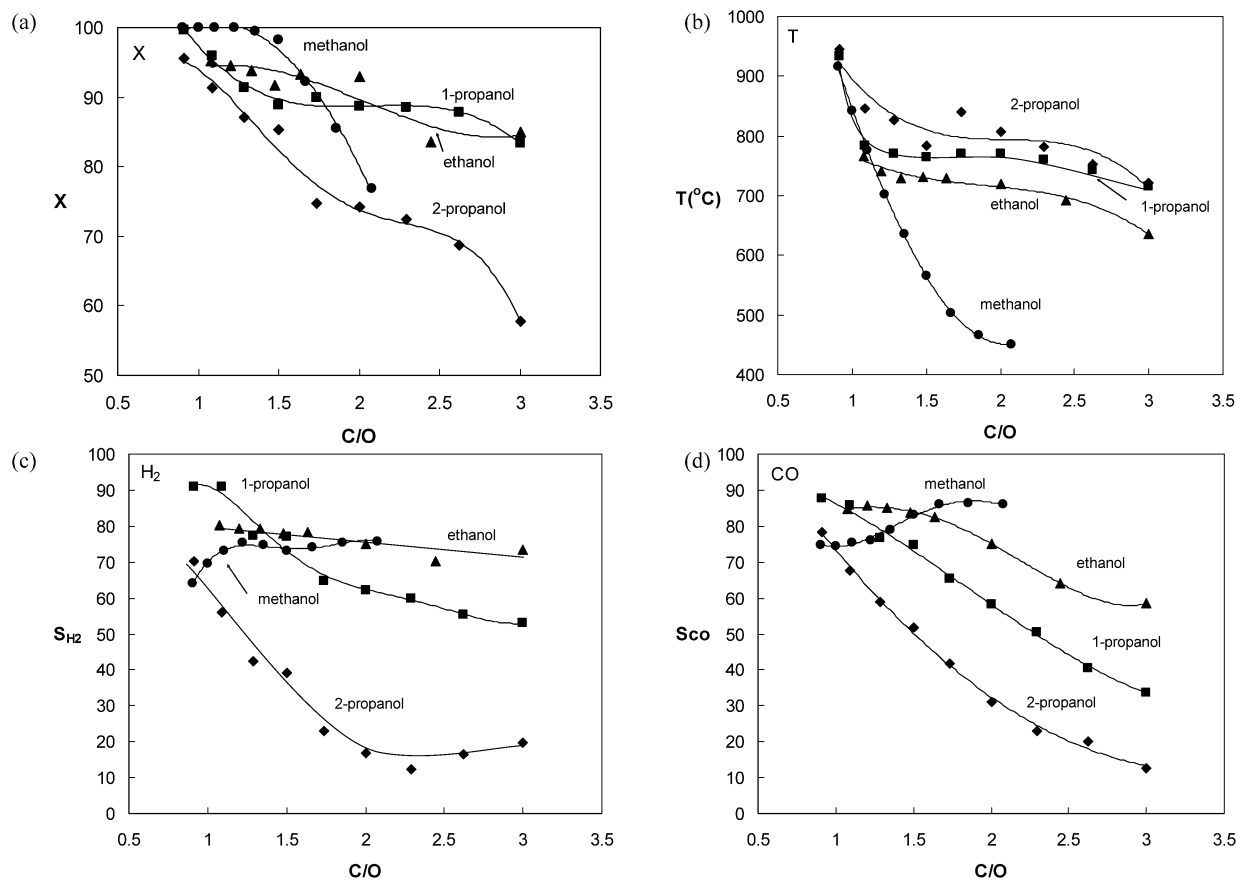 (a)
X
methanol
1-propanol
ethanol
2-propanol
X
100
90
80
70
60
50
0.5 1 1.5 2 2.5 3 3.5
C/O
(b)
T
2-propanol
ethanol
1-propanol
methanol
T(°C)
1000
900
800
700
600
500
400
0.5 1 1.5 2 2.5 3 3.5
C/O
(c)
H2
1-propanol
ethanol
methanol
2-propanol
SH2
100
90
80
70
60
50
40
30
20
10
0
0.5 1 1.5 2 2.5 3 3.5
C/O
(d)
CO
methanol
ethanol
1-propanol
2-propanol
Sco
100
90
80
70
60
50
40
30
20
10
0
0.5 1 1.5 2 2.5 3 3.5
C/O